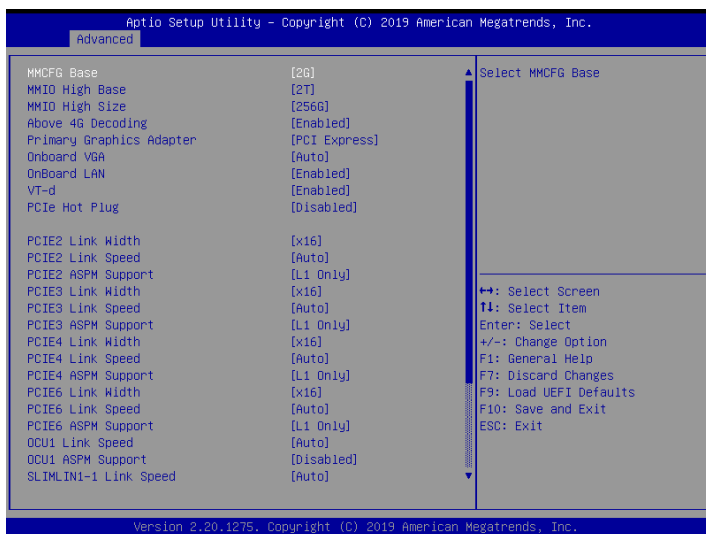 Aptio Setup Utility – Copyright (C) 2019 American Megatrends, Inc.
Advanced
MMCFG Base [2G]
MMIO High Base [2T]
MMIO High Size [256G]
Above 4G Decoding [Enabled]
Primary Graphics Adapter [PCI Express]
Onboard VGA [Auto]
OnBoard LAN [Enabled]
VT-d [Enabled]
PCIe Hot Plug [Disabled]
PCIE2 Link Width [x16]
PCIE2 Link Speed [Auto]
PCIE2 ASPM Support [L1 Only]
PCIE3 Link Width [x16]
PCIE3 Link Speed [Auto]
PCIE3 ASPM Support [L1 Only]
PCIE4 Link Width [x16]
PCIE4 Link Speed [Auto]
PCIE4 ASPM Support [L1 Only]
PCIE6 Link Width [x16]
PCIE6 Link Speed [Auto]
PCIE6 ASPM Support [L1 Only]
OCU1 Link Speed [Auto]
OCU1 ASPM Support [Disabled]
SLIMLIN1-1 Link Speed [Auto]
Select MMCFG Base
↔: Select Screen
↑↓: Select Item
Enter: Select
+/-: Change Option
F1: General Help
F7: Discard Changes
F9: Load UEFI Defaults
F10: Save and Exit
ESC: Exit
Version 2.20.1275. Copyright (C) 2019 American Megatrends, Inc.